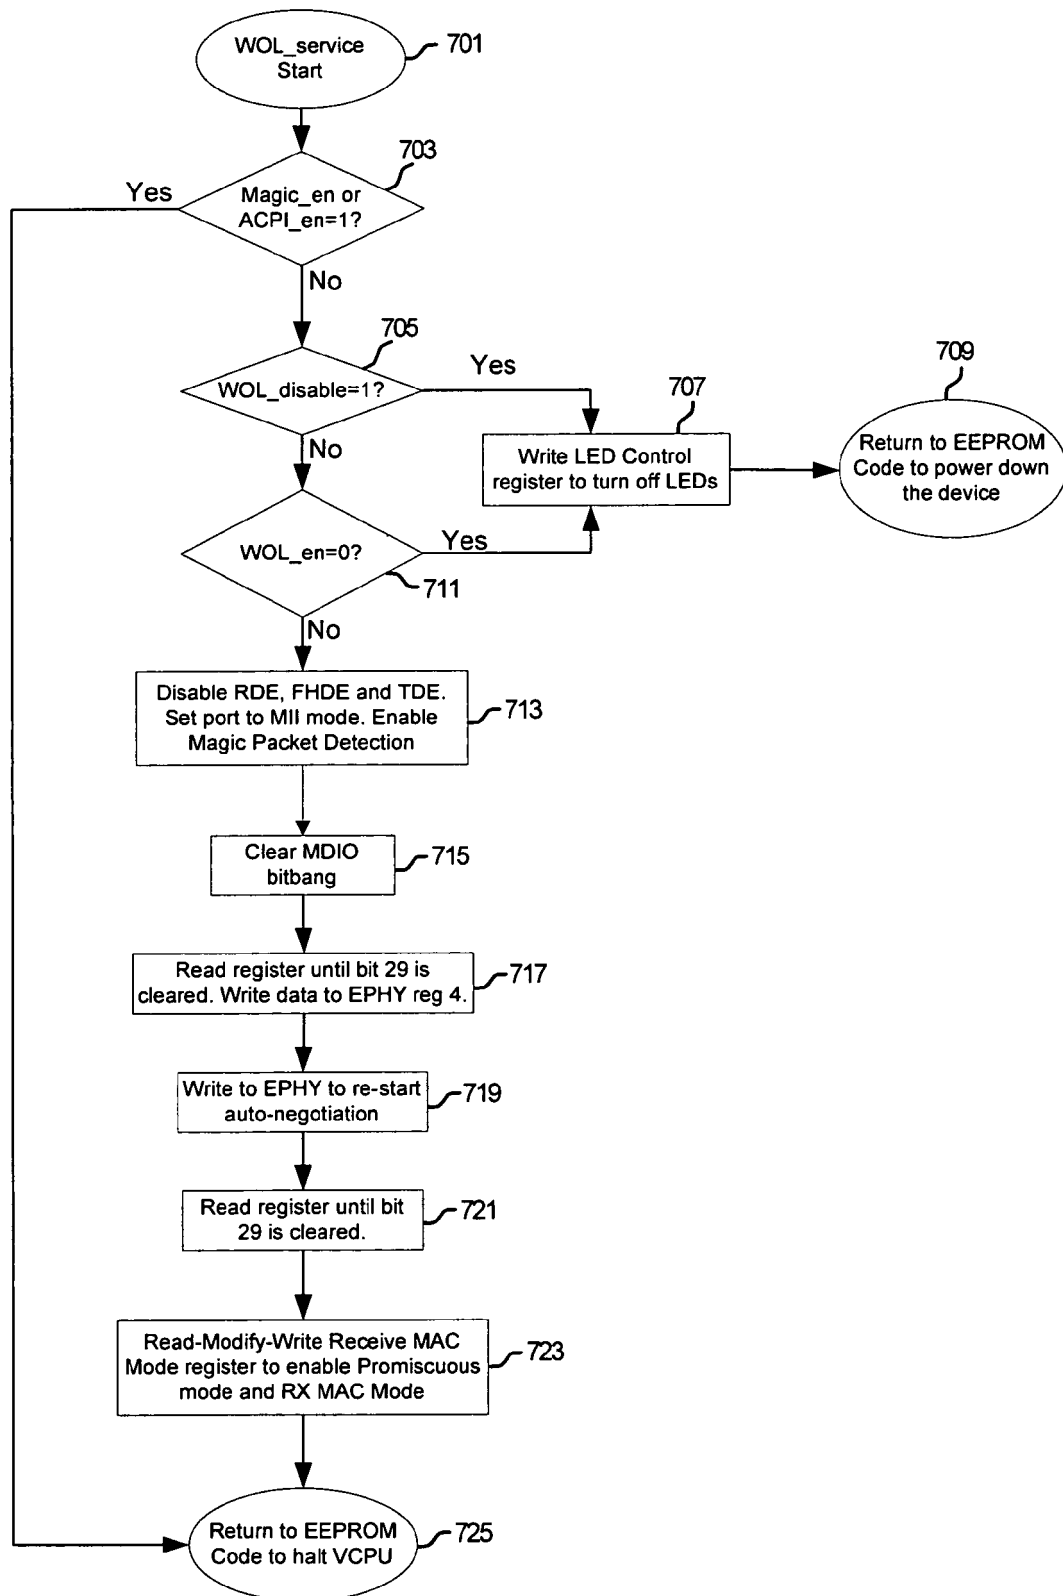 WOL_service
Start
701
703
Yes
Magic_en or
ACPI_en=1?
No
705
Yes
WOL_disable=1?
707
709
Return to EEPROM
Code to power down
the device
Write LED Control
register to turn off LEDs
No
WOL_en=0?
Yes
711
No
Disable RDE, FHDE and TDE.
Set port to MII mode. Enable
Magic Packet Detection
713
Clear MDIO
bitbang
715
Read register until bit 29 is
cleared. Write data to EPHY reg 4.
717
Write to EPHY to re-start
auto-negotiation
719
Read register until bit
29 is cleared.
721
Read-Modify-Write Receive MAC
Mode register to enable Promiscuous
mode and RX MAC Mode
723
Return to EEPROM
Code to halt VCPU
725